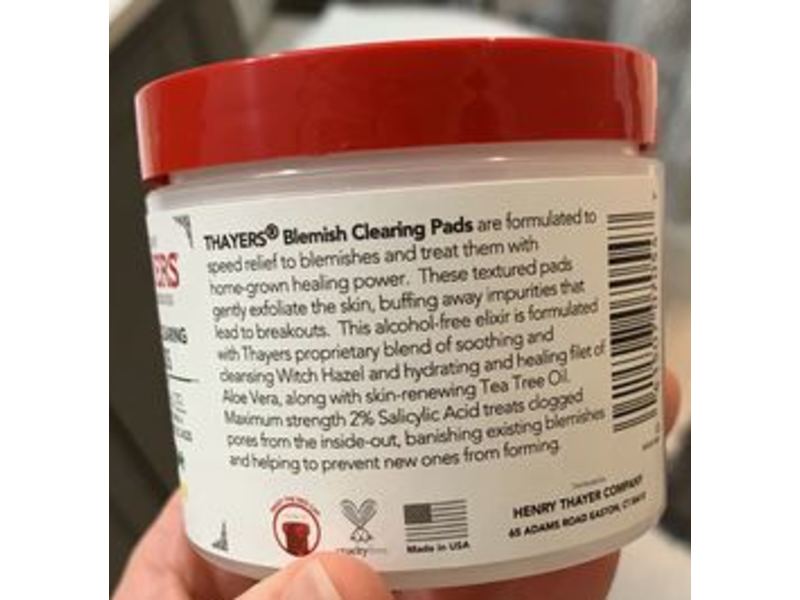 THAYERS® Blemish Clearing Pads are formulated to
speed relief to blemishes and treat them with
home-grown healing power. These textured pads
gently exfoliate the skin, buffing away impurities that
lead to breakouts. This alcohol-free elixir is formulated
with Thayers proprietary blend of soothing and
cleansing Witch Hazel and hydrating and healing filet of
Aloe Vera, along with skin-renewing Tea Tree Oil.
Maximum strength 2% Salicylic Acid treats clogged
pores from the inside-out, banishing existing blemishes
and helping to prevent new ones from forming.
Made in USA
HENRY THAYER COMPANY
65 ADAMS ROAD EASTON, CT